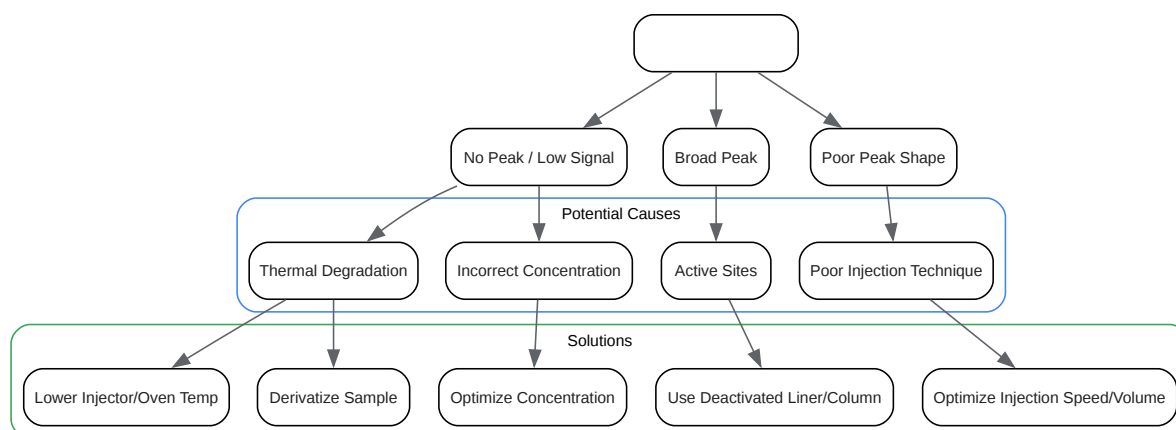 No Peak / Low Signal
Broad Peak
Poor Peak Shape
Potential Causes
Thermal Degradation
Incorrect Concentration
Active Sites
Poor Injection Technique
Solutions
Lower Injector/Oven Temp
Derivatize Sample
Optimize Concentration
Use Deactivated Liner/Column
Optimize Injection Speed/Volume